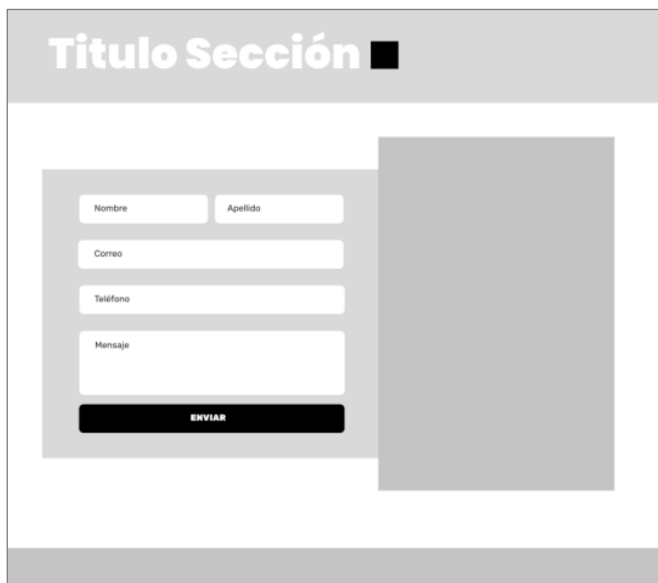 Titulo Sección
Nombre Apellido
Correo
Teléfono
Mensaje
ENVIAR